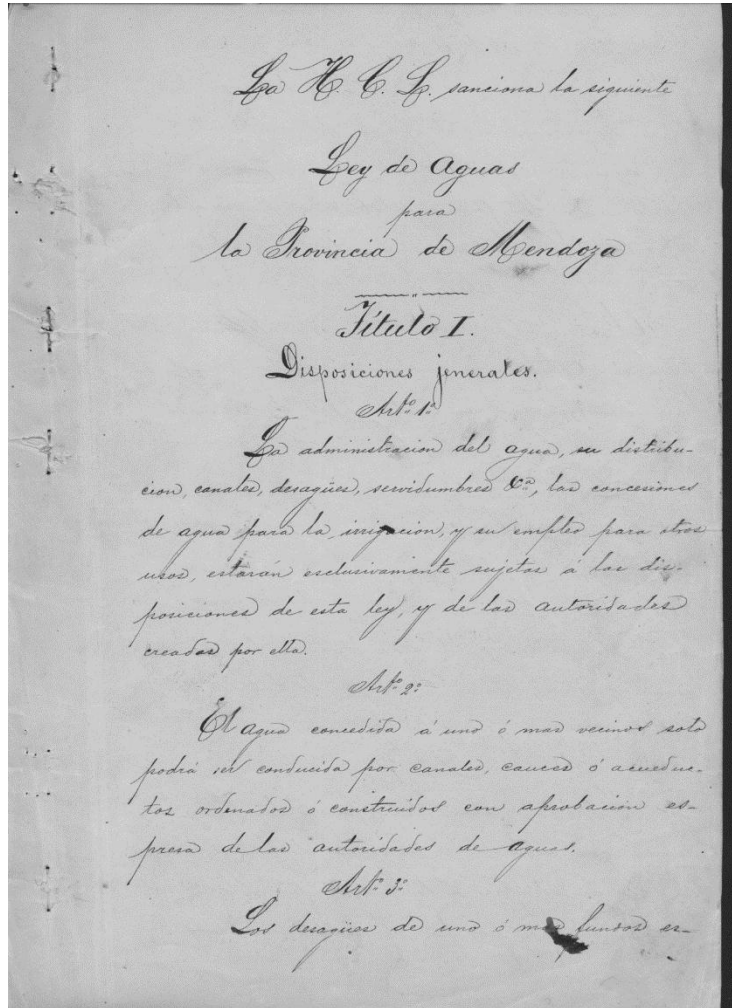 La H. C. L. sanciona la siguiente
Ley de Aguas
para
la Provincia de Mendoza
Título I.
Disposiciones jenerales.
Artº 1º
La administracion del agua, su distribu-
cion, canales, desagües, servidumbres &ª, las concesiones
de agua para la irrigacion, y su empleo para otros
usos, estarán esclusivamente sujetas á las dis-
posiciones de esta ley, y de las autoridades
creadas por ella.
Artº 2º
El agua concedida á uno ó mas vecinos solo
podrá ser conducida por canales, cauces ó acueduc-
tos ordenados ó construidos con aprobacion es-
presa de las autoridades de aguas.
Artº 3º
Los desagües de uno ó mas fundos es-